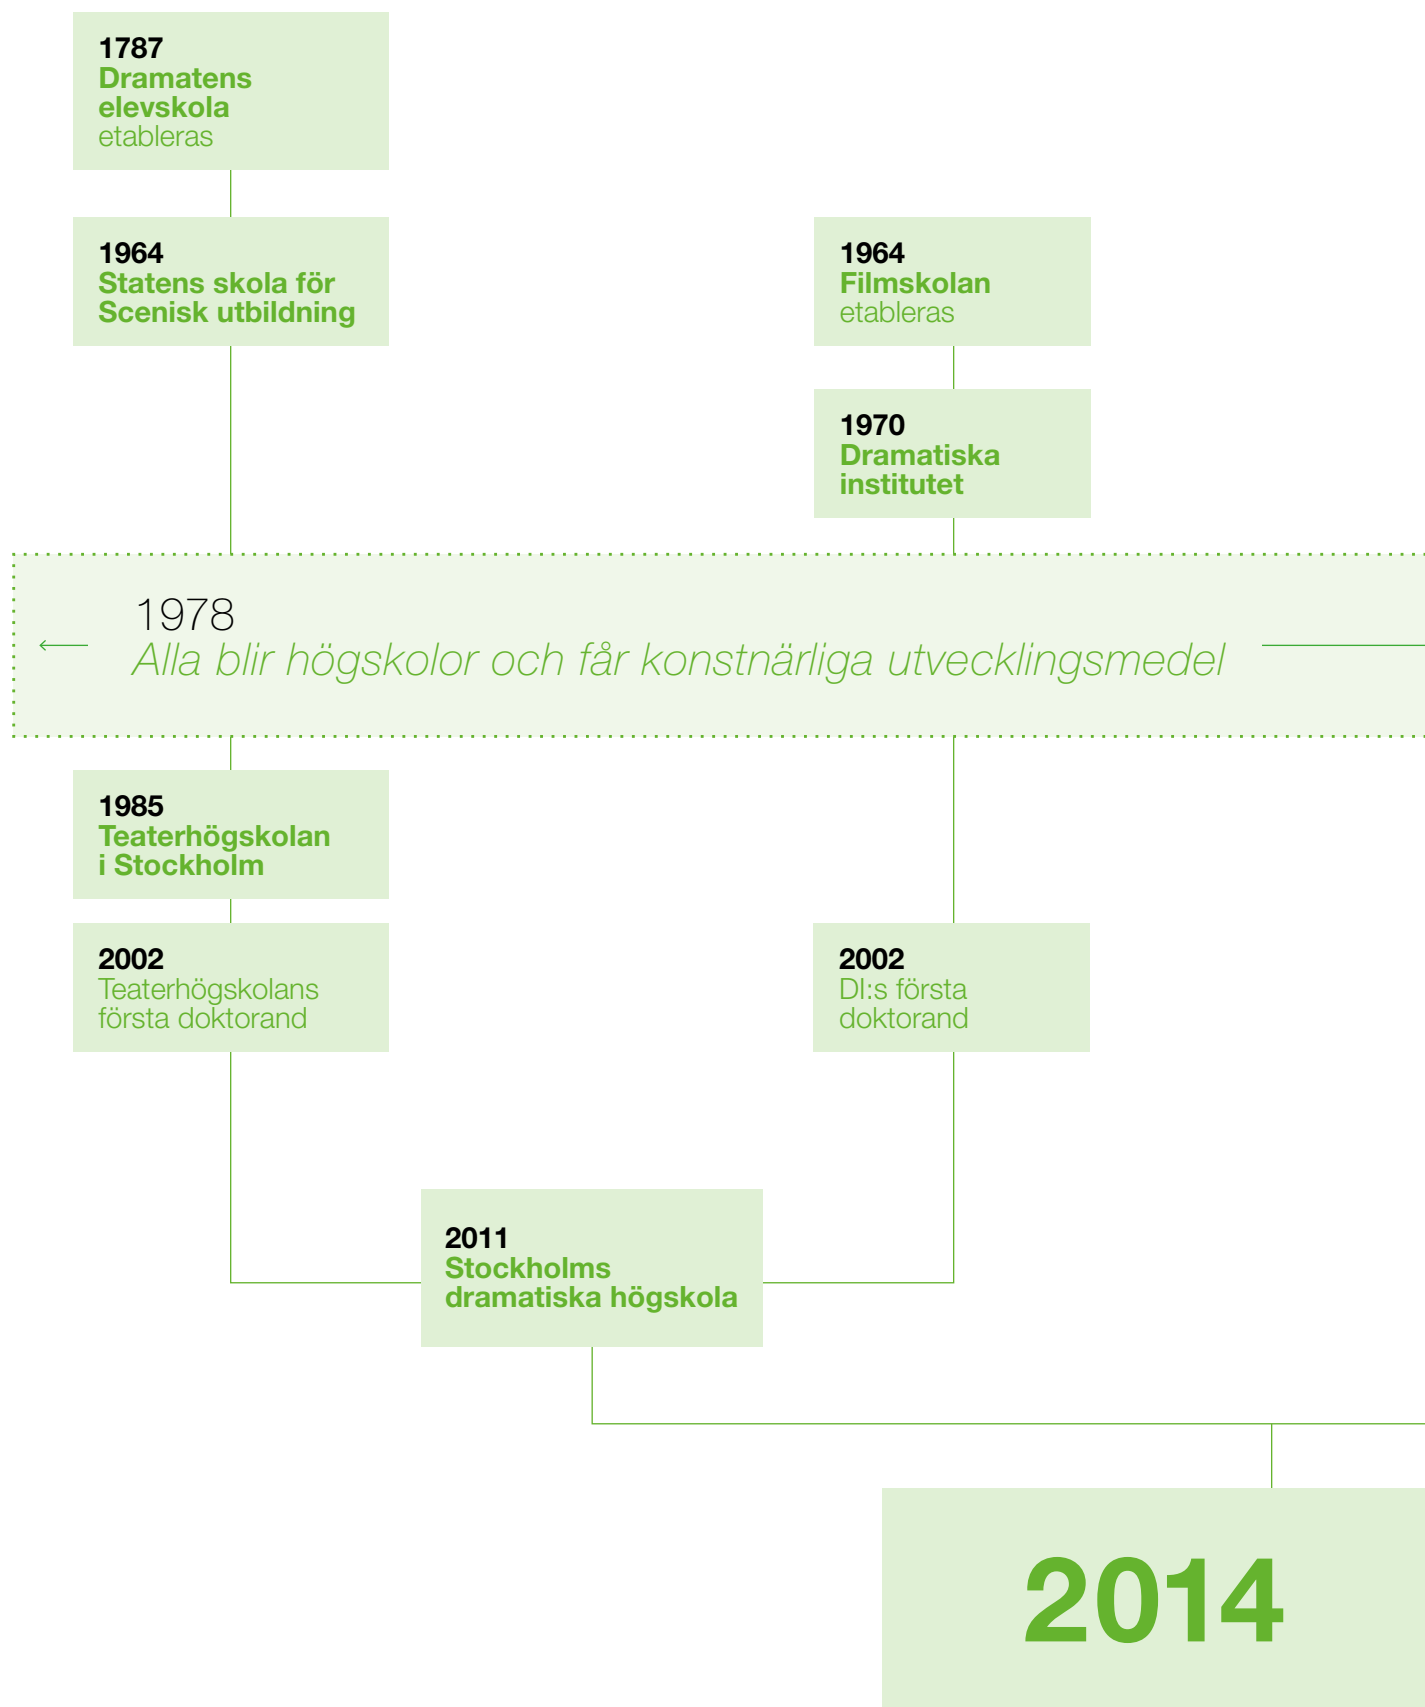 1787
Dramatens
elevskola
etableras
1964
Statens skola för
Scenisk utbildning
1964
Filmskolan
etableras
1970
Dramatiska
institutet
1978
Alla blir högskolor och får konstnärliga utvecklingsmedel
1985
Teaterhögskolan
i Stockholm
2002
Teaterhögskolans
första doktorand
2002
DI:s första
doktorand
2011
Stockholms
dramatiska högskola
2014